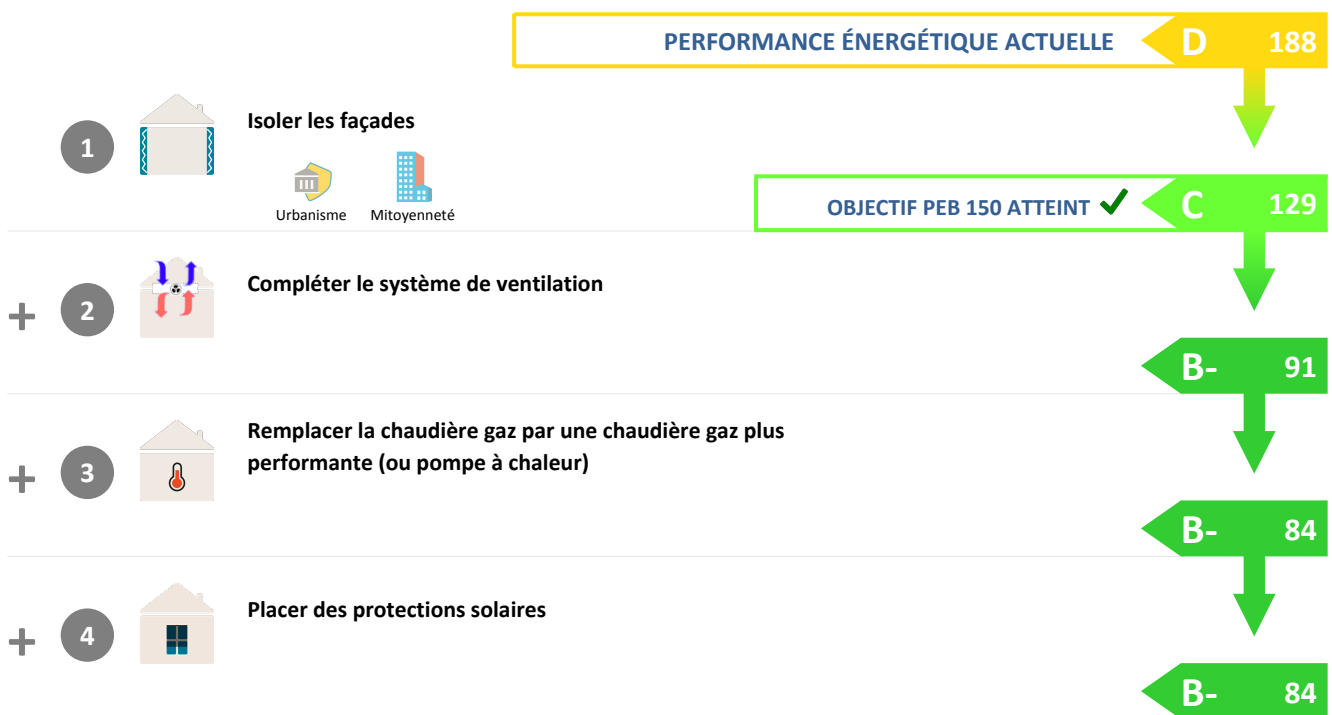 PERFORMANCE ÉNERGÉTIQUE ACTUELLE D 188
1 Isoler les façades
Urbanisme Mitoyenneté
OBJECTIF PEB 150 ATTEINT ✔ C 129
+ 2 Compléter le système de ventilation
B- 91
+ 3 Remplacer la chaudière gaz par une chaudière gaz plus
performante (ou pompe à chaleur)
B- 84
+ 4 Placer des protections solaires
B- 84